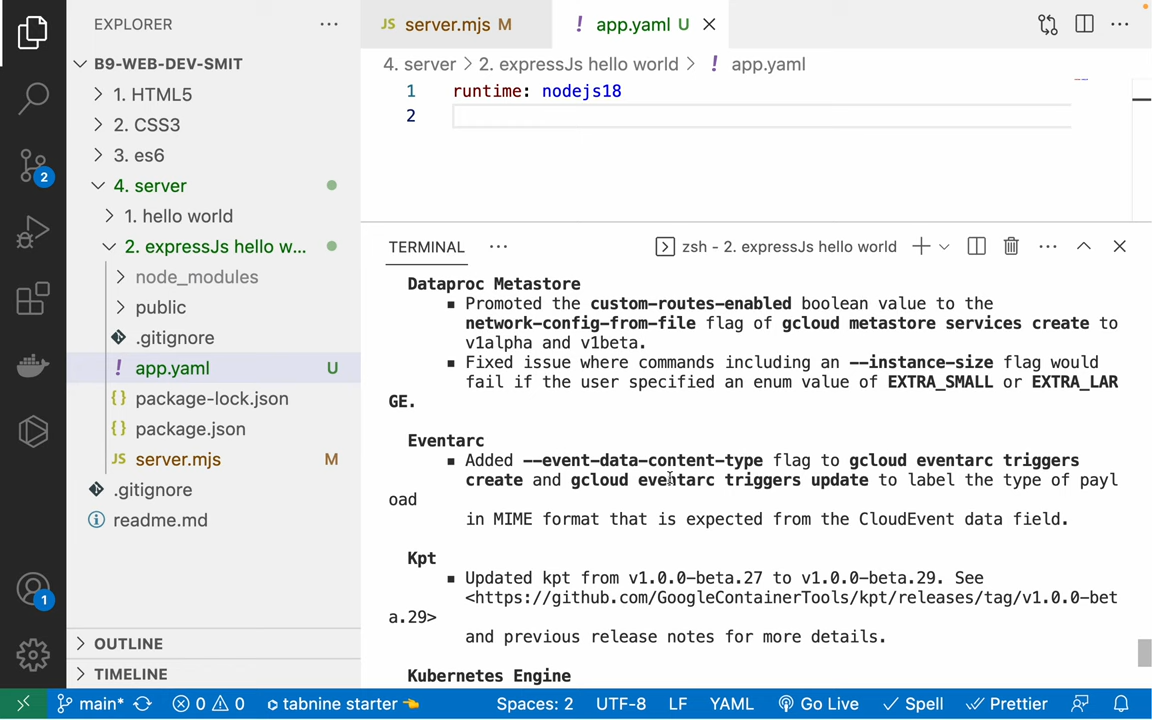 EXPLORER
B9-WEB-DEV-SMIT
1. HTML5
2. CSS3
3. es6
4. server
1. hello world
2. expressJs hello w...
node_modules
public
.gitignore
! app.yaml U
{} package-lock.json
{} package.json
JS server.mjs M
.gitignore
readme.md
OUTLINE
TIMELINE
2
1
JS server.mjs M
! app.yaml U
4. server > 2. expressJs hello world > ! app.yaml
1 runtime: nodejs18
2
TERMINAL
zsh - 2. expressJs hello world
Dataproc Metastore
▪ Promoted the custom-routes-enabled boolean value to the
network-config-from-file flag of gcloud metastore services create to
v1alpha and v1beta.
▪ Fixed issue where commands including an --instance-size flag would
fail if the user specified an enum value of EXTRA_SMALL or EXTRA_LAR
GE.
Eventarc
▪ Added --event-data-content-type flag to gcloud eventarc triggers
create and gcloud eventarc triggers update to label the type of payl
oad
in MIME format that is expected from the CloudEvent data field.
Kpt
▪ Updated kpt from v1.0.0-beta.27 to v1.0.0-beta.29. See
<https://github.com/GoogleContainerTools/kpt/releases/tag/v1.0.0-bet
a.29>
and previous release notes for more details.
Kubernetes Engine
main* 0 0 tabnine starter 👈 Spaces: 2 UTF-8 LF YAML Go Live Spell Prettier